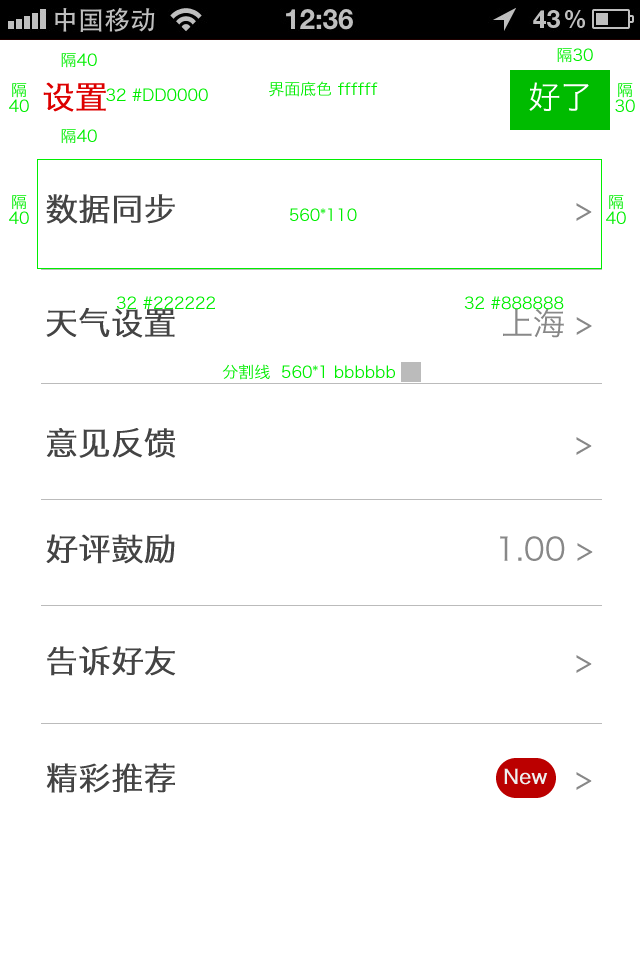 中国移动 12:36 43%
隔40 隔30
隔40 设置 32 #DD0000 界面底色 ffffff 好了 隔30
隔40
隔40 数据同步 560*110 > 隔40
32 #222222 32 #888888
天气设置 上海 >
分割线 560*1 bbbbbb
意见反馈 >
好评鼓励 1.00 >
告诉好友 >
精彩推荐 New >